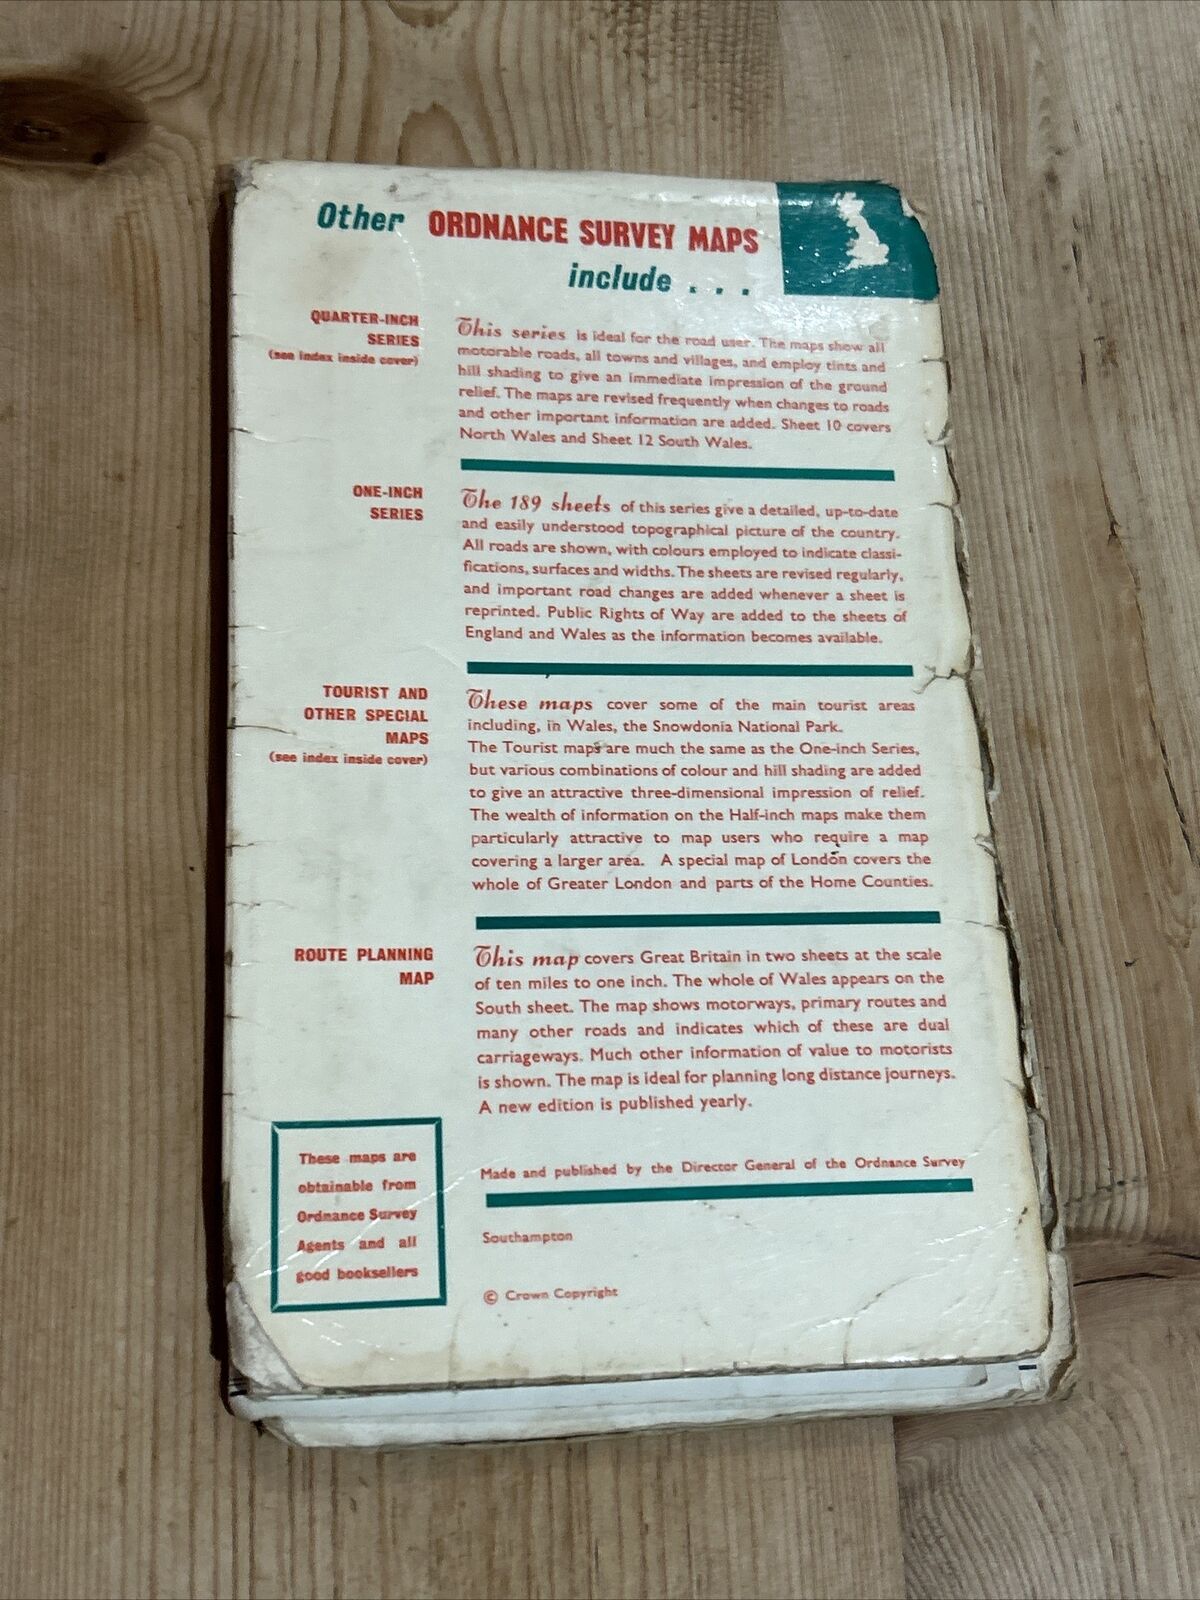 Other ORDNANCE SURVEY MAPS
include . . .
QUARTER-INCH
SERIES
(see index inside cover)
This series is ideal for the road user. The maps show all
motorable roads, all towns and villages, and employ tints and
hill shading to give an immediate impression of the ground
relief. The maps are revised frequently when changes to roads
and other important information are added. Sheet 10 covers
North Wales and Sheet 12 South Wales.
ONE-INCH
SERIES
The 189 sheets of this series give a detailed, up-to-date
and easily understood topographical picture of the country.
All roads are shown, with colours employed to indicate classi-
fications, surfaces and widths. The sheets are revised regularly,
and important road changes are added whenever a sheet is
reprinted. Public Rights of Way are added to the sheets of
England and Wales as the information becomes available.
TOURIST AND
OTHER SPECIAL
MAPS
(see index inside cover)
These maps cover some of the main tourist areas
including, in Wales, the Snowdonia National Park.
The Tourist maps are much the same as the One-inch Series,
but various combinations of colour and hill shading are added
to give an attractive three-dimensional impression of relief.
The wealth of information on the Half-inch maps make them
particularly attractive to map users who require a map
covering a larger area. A special map of London covers the
whole of Greater London and parts of the Home Counties.
ROUTE PLANNING
MAP
This map covers Great Britain in two sheets at the scale
of ten miles to one inch. The whole of Wales appears on the
South sheet. The map shows motorways, primary routes and
many other roads and indicates which of these are dual
carriageways. Much other information of value to motorists
is shown. The map is ideal for planning long distance journeys.
A new edition is published yearly.
These maps are
obtainable from
Ordnance Survey
Agents and all
good booksellers
Made and published by the Director General of the Ordnance Survey
Southampton
© Crown Copyright